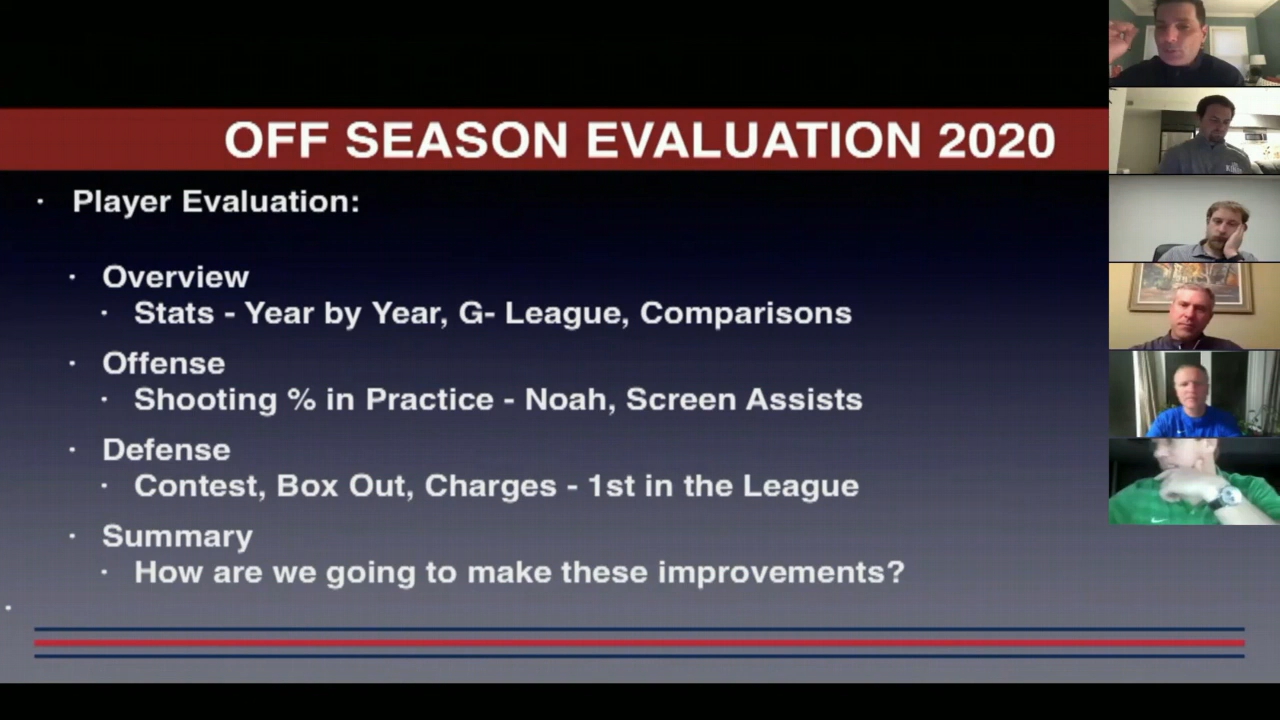 OFF SEASON EVALUATION 2020
· Player Evaluation:
· Overview
· Stats - Year by Year, G- League, Comparisons
· Offense
· Shooting % in Practice - Noah, Screen Assists
· Defense
· Contest, Box Out, Charges - 1st in the League
· Summary
· How are we going to make these improvements?